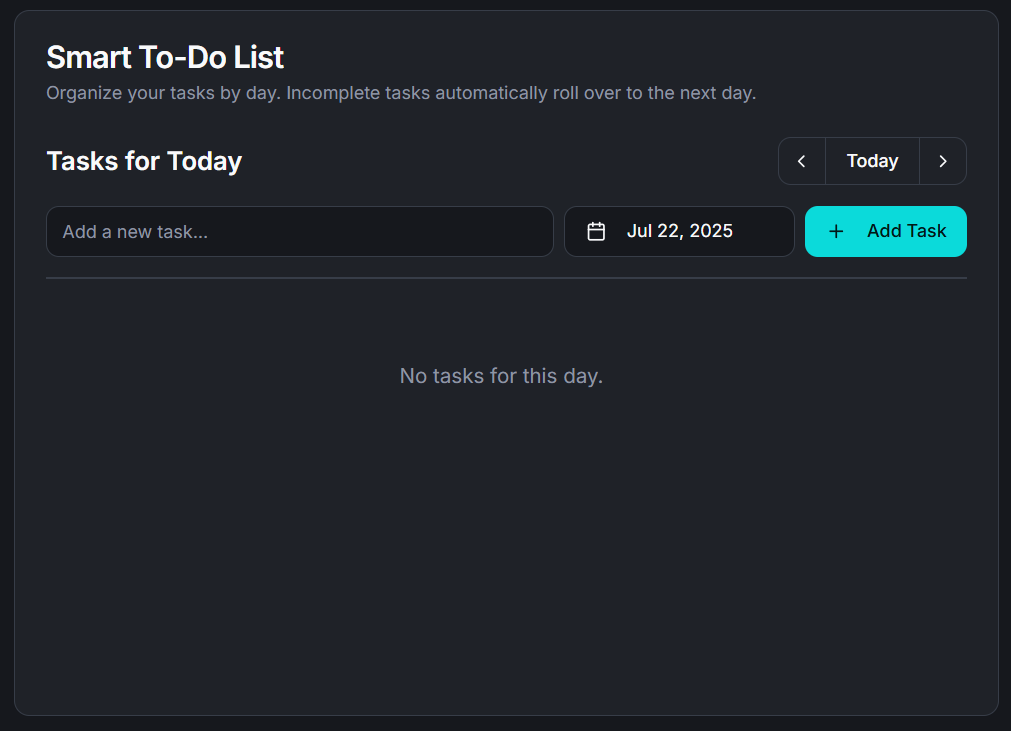 Smart To-Do List
Organize your tasks by day. Incomplete tasks automatically roll over to the next day.
Tasks for Today
Today
Add a new task...
Jul 22, 2025
+ Add Task
No tasks for this day.